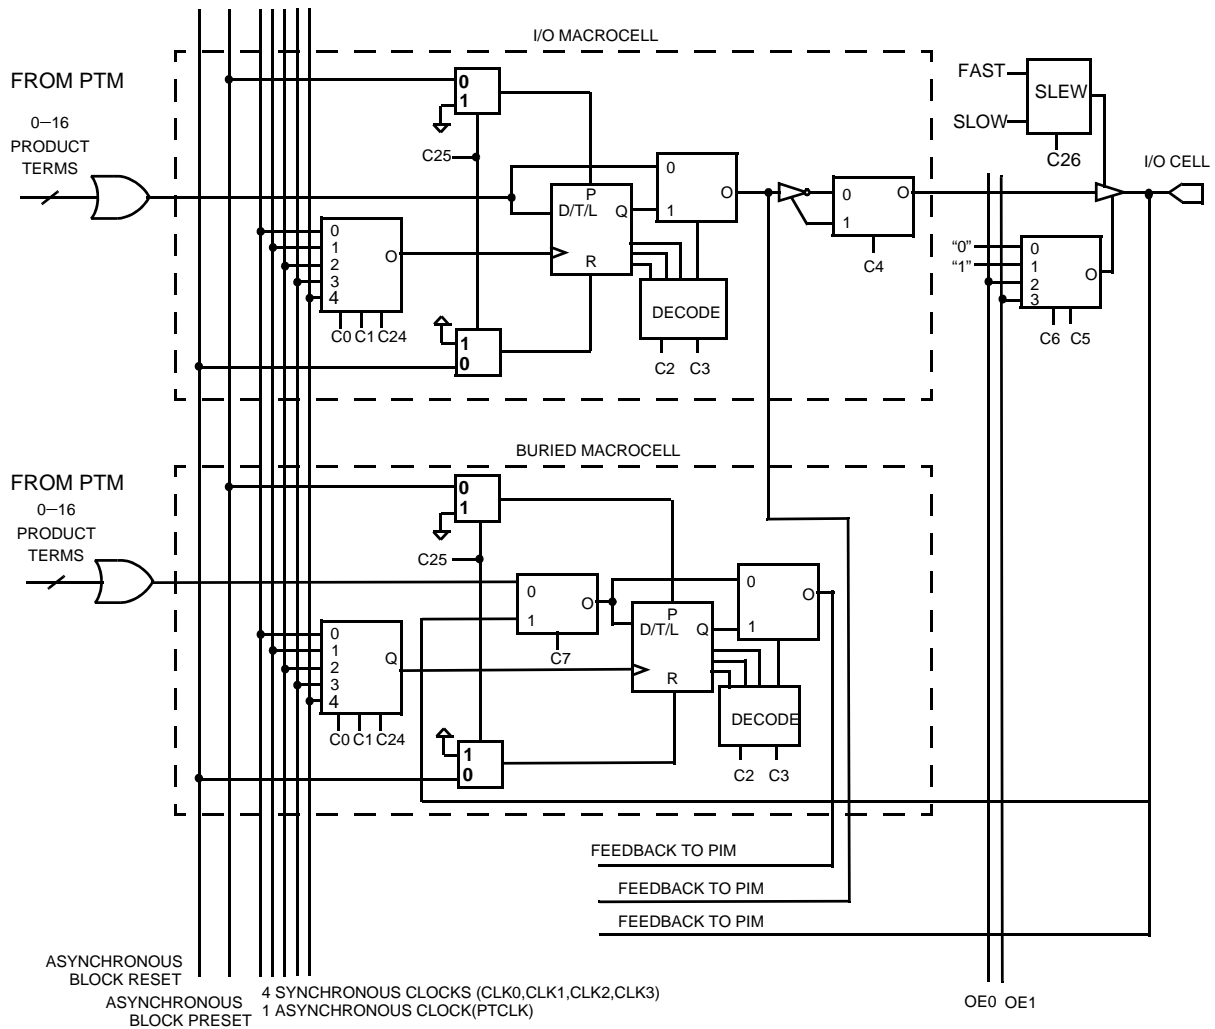 I/O MACROCELL
FROM PTM
0−16
PRODUCT
TERMS
0
1
C25
P
D/T/L
Q
R
0
1
2
3
4
O
C0 C1 C24
1
0
0
1
O
DECODE
C2 C3
0
1
O
C4
FAST
SLOW
SLEW
C26
I/O CELL
“0”
“1”
0
1
2
3
O
C6 C5
BURIED MACROCELL
FROM PTM
0−16
PRODUCT
TERMS
0
1
C25
0
1
O
C7
P
D/T/L
Q
R
0
1
2
3
4
Q
C0 C1 C24
1
0
0
1
O
DECODE
C2 C3
FEEDBACK TO PIM
FEEDBACK TO PIM
FEEDBACK TO PIM
ASYNCHRONOUS
BLOCK RESET
ASYNCHRONOUS
BLOCK PRESET
4 SYNCHRONOUS CLOCKS (CLK0,CLK1,CLK2,CLK3)
1 ASYNCHRONOUS CLOCK(PTCLK)
OE0 OE1